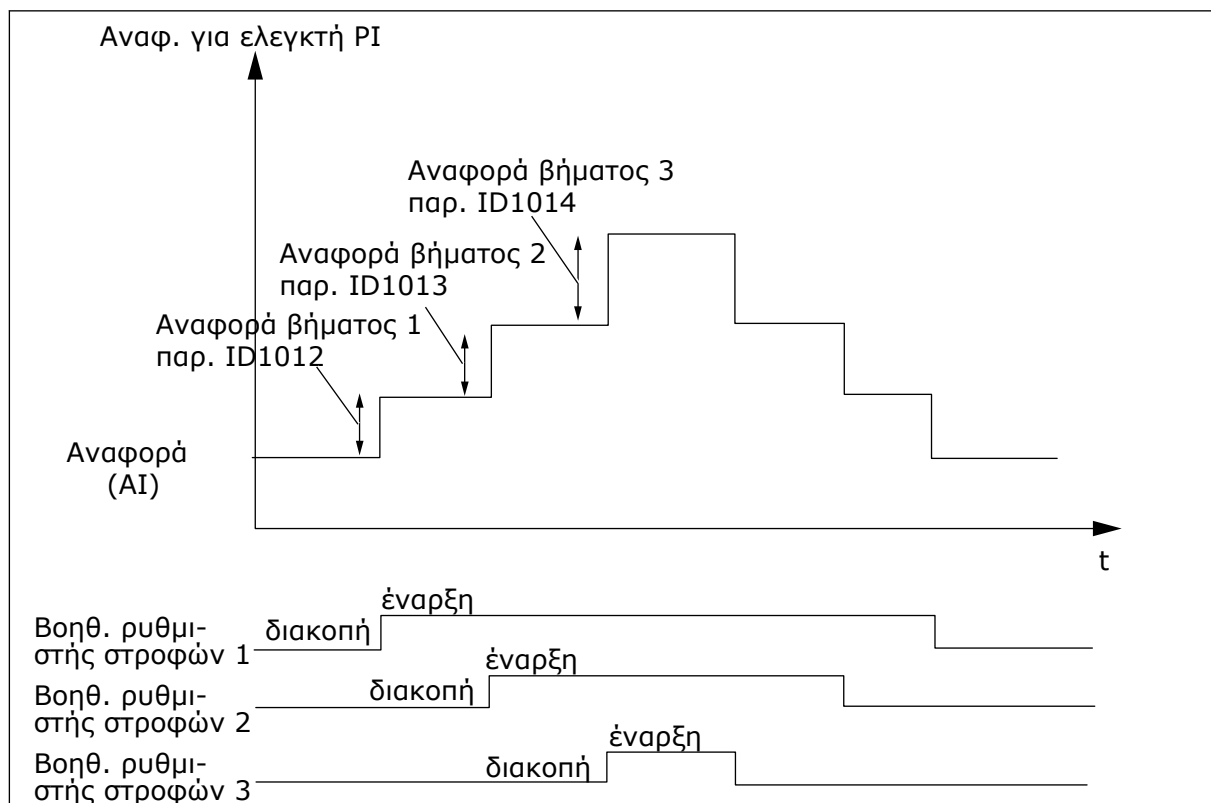 Αναφ. για ελεγκτή PI
Αναφορά βήματος 3
παρ. ID1014
Αναφορά βήματος 2
παρ. ID1013
Αναφορά βήματος 1
παρ. ID1012
Αναφορά
(AI)
t
έναρξη
Βοηθ. ρυθμι-
διακοπή
στής στροφών 1
έναρξη
Βοηθ. ρυθμι-
διακοπή
στής στροφών 2
έναρξη
Βοηθ. ρυθμι-
διακοπή
στής στροφών 3